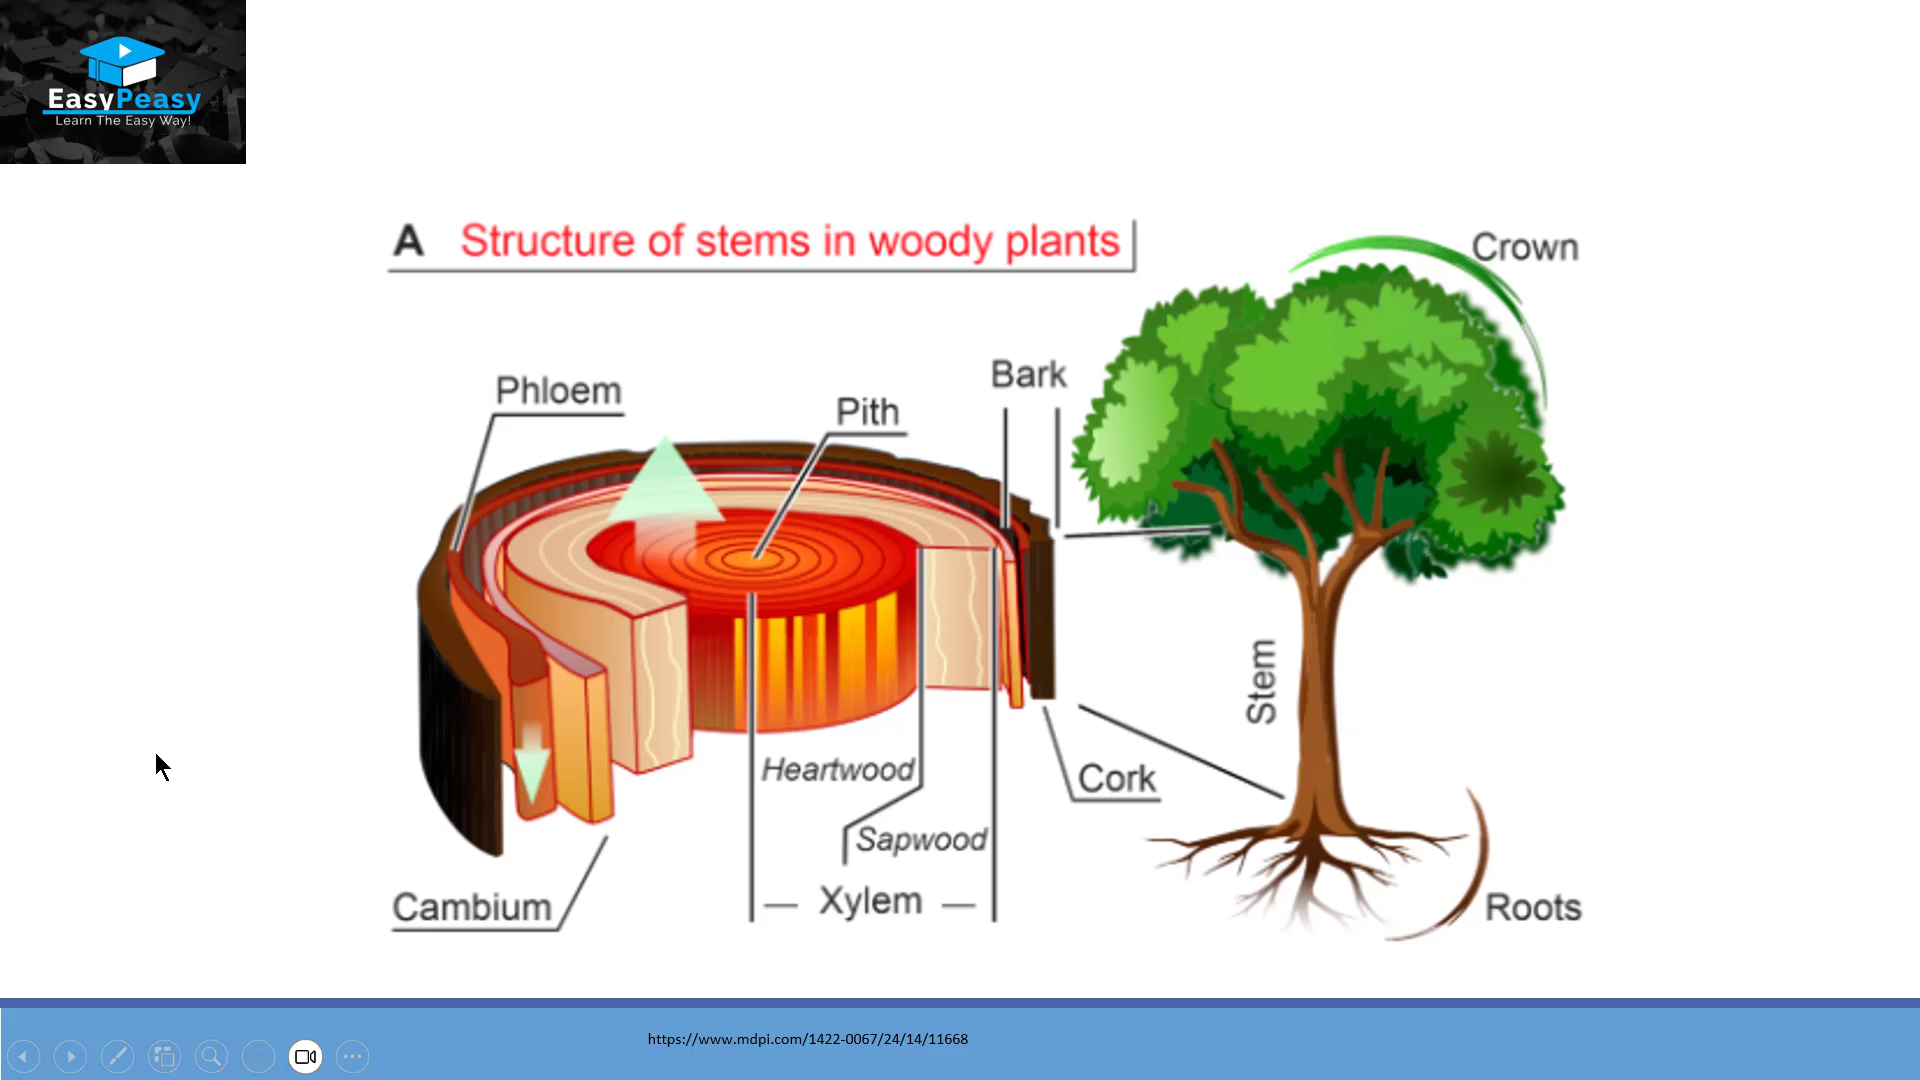 EasyPeasy
Learn The Easy Way!
A Structure of stems in woody plants
Crown
Bark
Phloem
Pith
Stem
Heartwood
Cork
Sapwood
Xylem
Cambium
Roots
https://www.mdpi.com/1422-0067/24/14/11668